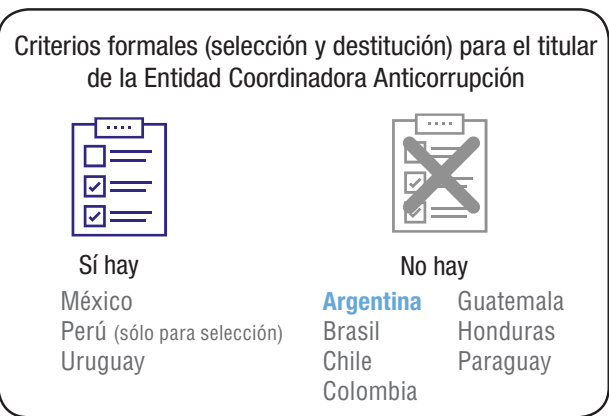 Criterios formales (selección y destitución) para el titular
de la Entidad Coordinadora Anticorrupción
Sí hay
México
Perú (sólo para selección)
Uruguay
No hay
Argentina
Brasil
Chile
Colombia
Guatemala
Honduras
Paraguay